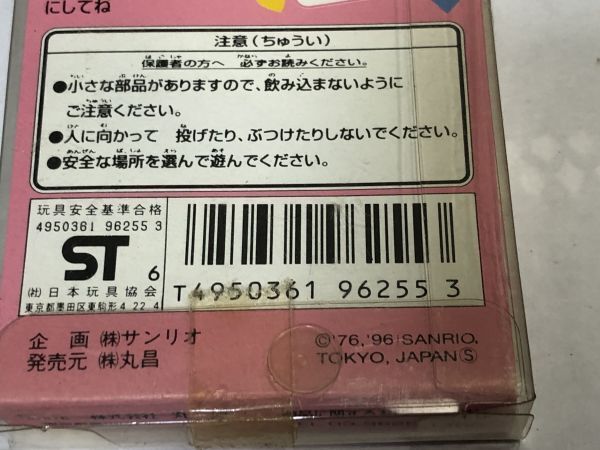 にしてね
注意(ちゅうい)
保護者の方へ 必ずお読みください。
●小さな部品がありますので、飲み込まないように
ご注意ください。
●人に向かって 投げたり、ぶつけたりしないでください。
●安全な場所を選んで遊んでください。
玩具安全基準合格
4950361 96255 3
ST 6
(社)日本玩具協会
東京都墨田区東駒形4 22 4
T4950361 96255 3
企 画 (株)サンリオ
発売元 (株)丸昌
©'76,'96 SANRIO,
TOKYO, JAPAN Ⓢ